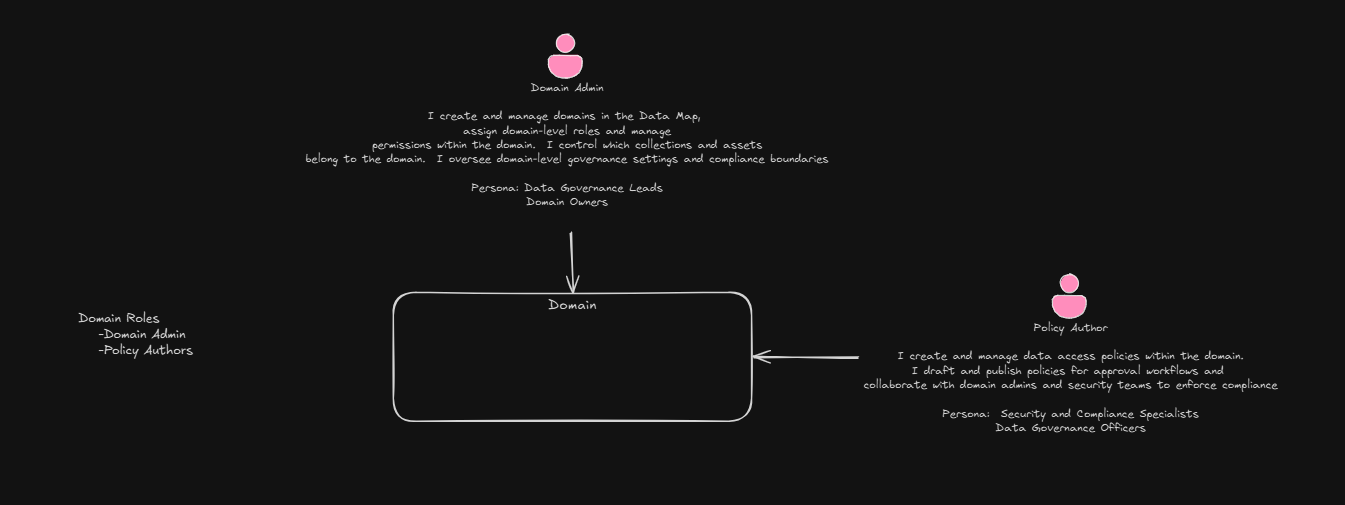 Domain Admin
I create and manage domains in the Data Map,
assign domain-level roles and manage
permissions within the domain. I control which collections and assets
belong to the domain. I oversee domain-level governance settings and compliance boundaries
Persona: Data Governance Leads
Domain Owners
Domain
Domain Roles
-Domain Admin
-Policy Authors
Policy Author
I create and manage data access policies within the domain.
I draft and publish policies for approval workflows and
collaborate with domain admins and security teams to enforce compliance
Persona: Security and Compliance Specialists
Data Governance Officers